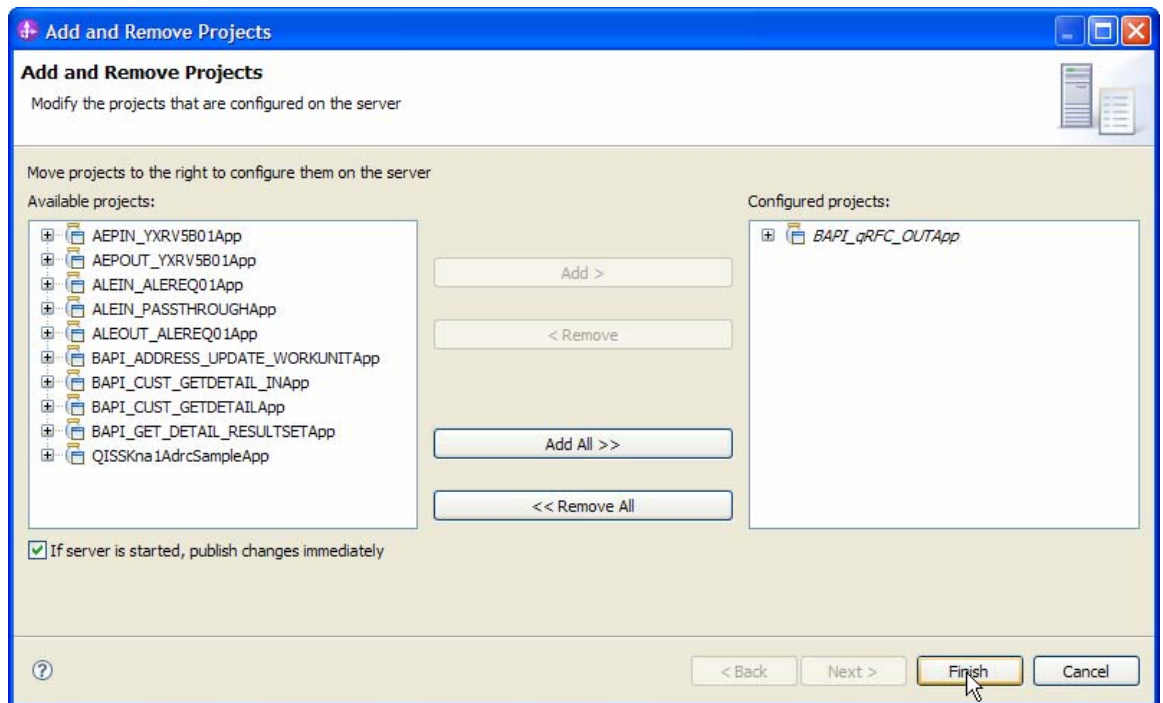 Add and Remove Projects
Add and Remove Projects
Modify the projects that are configured on the server
Move projects to the right to configure them on the server
Available projects:
AEPIN_YXRV5B01App
AEPOUT_YXRV5B01App
ALEIN_ALEREQ01App
ALEIN_PASSTHROUGHApp
ALEOUT_ALEREQ01App
BAPI_ADDRESS_UPDATE_WORKUNITApp
BAPI_CUST_GETDETAIL_INApp
BAPI_CUST_GETDETAILApp
BAPI_GET_DETAIL_RESULTSETApp
QISSKna1AdrcSampleApp
Add >
< Remove
Add All >>
<< Remove All
Configured projects:
BAPI_qRFC_OUTApp
If server is started, publish changes immediately
?
< Back
Next >
Finish
Cancel